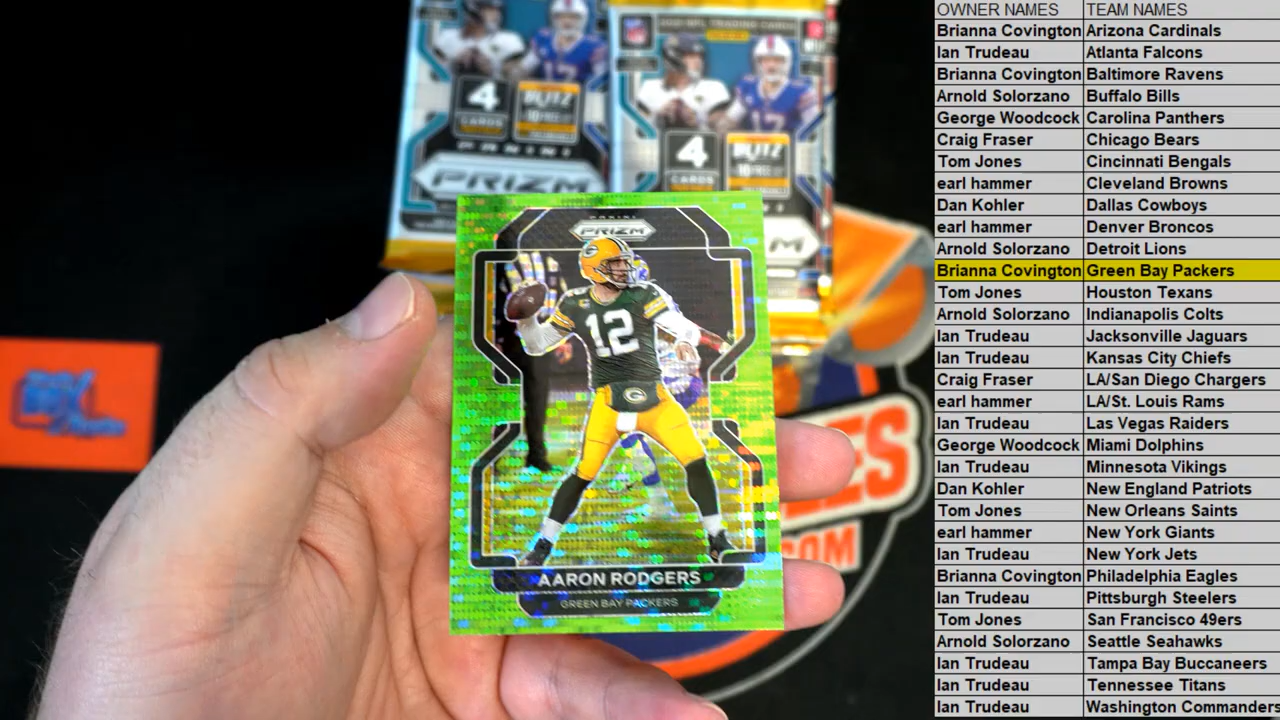 OWNER NAMES TEAM NAMES
Brianna Covington Arizona Cardinals
Ian Trudeau Atlanta Falcons
Brianna Covington Baltimore Ravens
Arnold Solorzano Buffalo Bills
George Woodcock Carolina Panthers
Craig Fraser Chicago Bears
Tom Jones Cincinnati Bengals
earl hammer Cleveland Browns
Dan Kohler Dallas Cowboys
earl hammer Denver Broncos
Arnold Solorzano Detroit Lions
Brianna Covington Green Bay Packers
Tom Jones Houston Texans
Arnold Solorzano Indianapolis Colts
Ian Trudeau Jacksonville Jaguars
Ian Trudeau Kansas City Chiefs
Craig Fraser LA/San Diego Chargers
earl hammer LA/St. Louis Rams
Ian Trudeau Las Vegas Raiders
George Woodcock Miami Dolphins
Ian Trudeau Minnesota Vikings
Dan Kohler New England Patriots
Tom Jones New Orleans Saints
earl hammer New York Giants
Ian Trudeau New York Jets
Brianna Covington Philadelphia Eagles
Ian Trudeau Pittsburgh Steelers
Tom Jones San Francisco 49ers
Arnold Solorzano Seattle Seahawks
Ian Trudeau Tampa Bay Buccaneers
Ian Trudeau Tennessee Titans
Ian Trudeau Washington Commanders
4
CARDS
BLITZ
PANINI
PRIZM
NFL TRADING CARDS
4
CARDS
BLITZ
M
PANINI
PRIZM
12
G
AARON RODGERS
GREEN BAY PACKERS
.COM